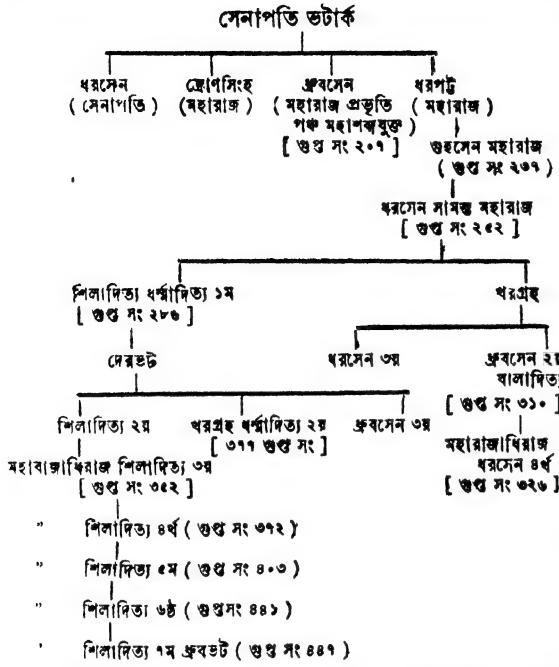 সেনাপতি ভটার্ক
ধরসেন দ্রোণসিংহ ধ্রুবসেন ধরপট্ট
( সেনাপতি ) (মহারাজ) ( মহারাজ প্রভৃতি ( মহারাজ )
পঞ্চ মহাশব্দযুক্ত )
[ গুপ্ত সং ২০৭ ] গুহসেন মহারাজ
( গুপ্ত সং ২৩৭ )
ধরসেন সামন্ত মহারাজ
[ গুপ্ত সং ২৫২ ]
শিলাদিত্য ধর্ম্মাদিত্য ১ম খরগ্রহ
[ গুপ্ত সং ২৮৬ ]
দেরভট ধরসেন ৩য় ধ্রুবসেন ২য়
বালাদিত্য
[ গুপ্ত সং ৩১০ ]
শিলাদিত্য ২য় খরগ্রহ ধর্ম্মাদিত্য ২য় ধ্রুবসেন ৩য়
[ ৩৭৭ গুপ্ত সং ] মহারাজাধিরাজ
মহাবাজাধিরাজ শিলাদিত্য ৩য় ধরসেন ৪র্থ
[ গুপ্ত সং ৩৫২ ] [ গুপ্ত সং ৩২৬ ]
" শিলাদিত্য ৪র্থ ( গুপ্ত সং ৩৭২ )
" শিলাদিত্য ৫ম ( গুপ্ত সং ৪০৩ )
" শিলাদিত্য ৬ষ্ঠ ( গুপ্তসং ৪৪১ )
' শিলাদিত্য ৭ম ধ্রুবভট ( গুপ্ত সং ৪৪৭ )